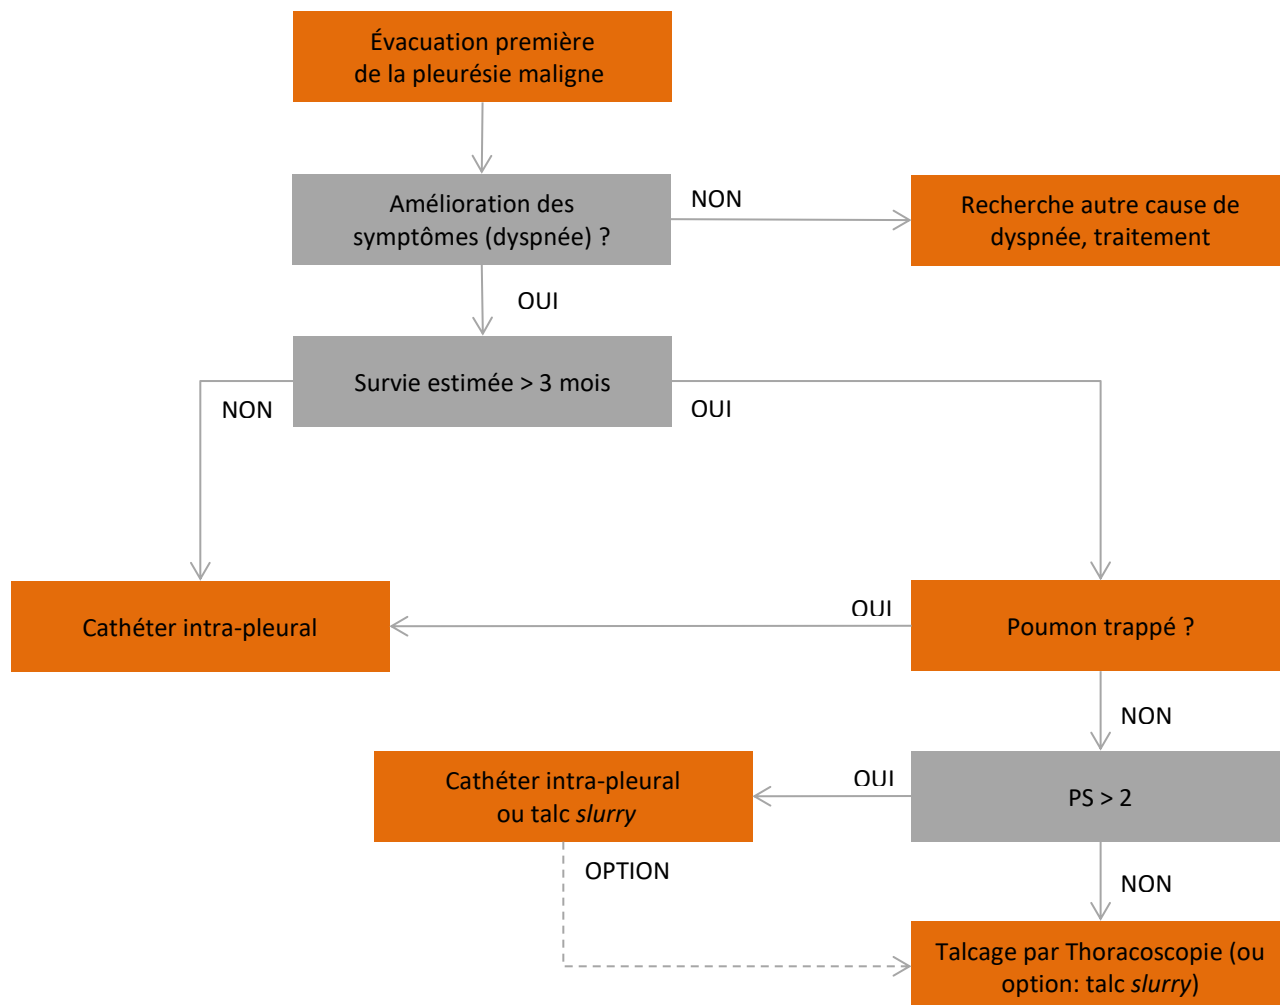 Évacuation première
de la pleurésie maligne
Amélioration des
symptômes (dyspnée) ?
NON
Recherche autre cause de
dyspnée, traitement
OUI
Survie estimée > 3 mois
NON
OUI
Cathéter intra-pleural
OUI
Poumon trappé ?
NON
Cathéter intra-pleural
ou talc slurry
OUI
PS > 2
OPTION
NON
Talcage par Thoracoscopie (ou
option: talc slurry)